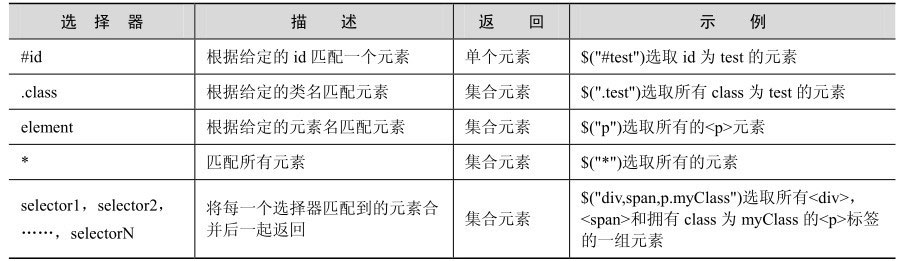 选 择 器 描 述 返 回 示 例
#id 根据给定的 id 匹配一个元素 单个元素 $("#test")选取 id 为 test 的元素
.class 根据给定的类名匹配元素 集合元素 $(".test")选取所有 class 为 test 的元素
element 根据给定的元素名匹配元素 集合元素 $("p")选取所有的<p>元素
* 匹配所有元素 集合元素 $("*")选取所有的元素
selector1，selector2，
……，selectorN
将每一个选择器匹配到的元素合
并后一起返回
集合元素
$("div,span,p.myClass")选取所有<div>，
<span>和拥有 class 为 myClass 的<p>标签
的一组元素